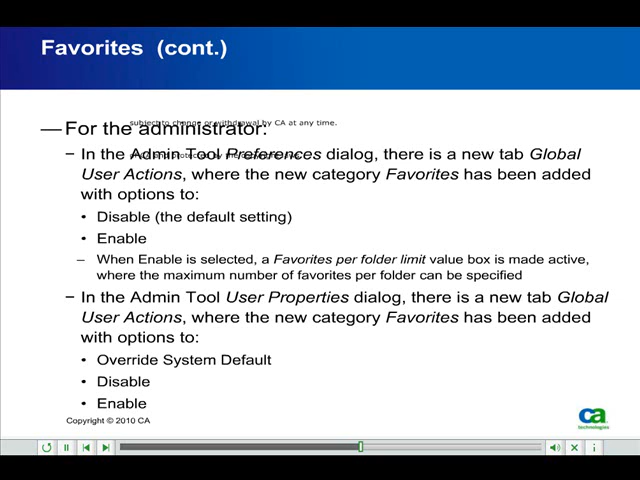 Favorites (cont.)
subject to change or withdrawal by CA at any time.
— For the administrator:
− In the Admin Tool Preferences dialog, there is a new tab Global
User Actions, where the new category Favorites has been added
with options to:
• Disable (the default setting)
• Enable
– When Enable is selected, a Favorites per folder limit value box is made active,
where the maximum number of favorites per folder can be specified
− In the Admin Tool User Properties dialog, there is a new tab Global
User Actions, where the new category Favorites has been added
with options to:
• Override System Default
• Disable
• Enable
Copyright © 2010 CA
ca
technologies